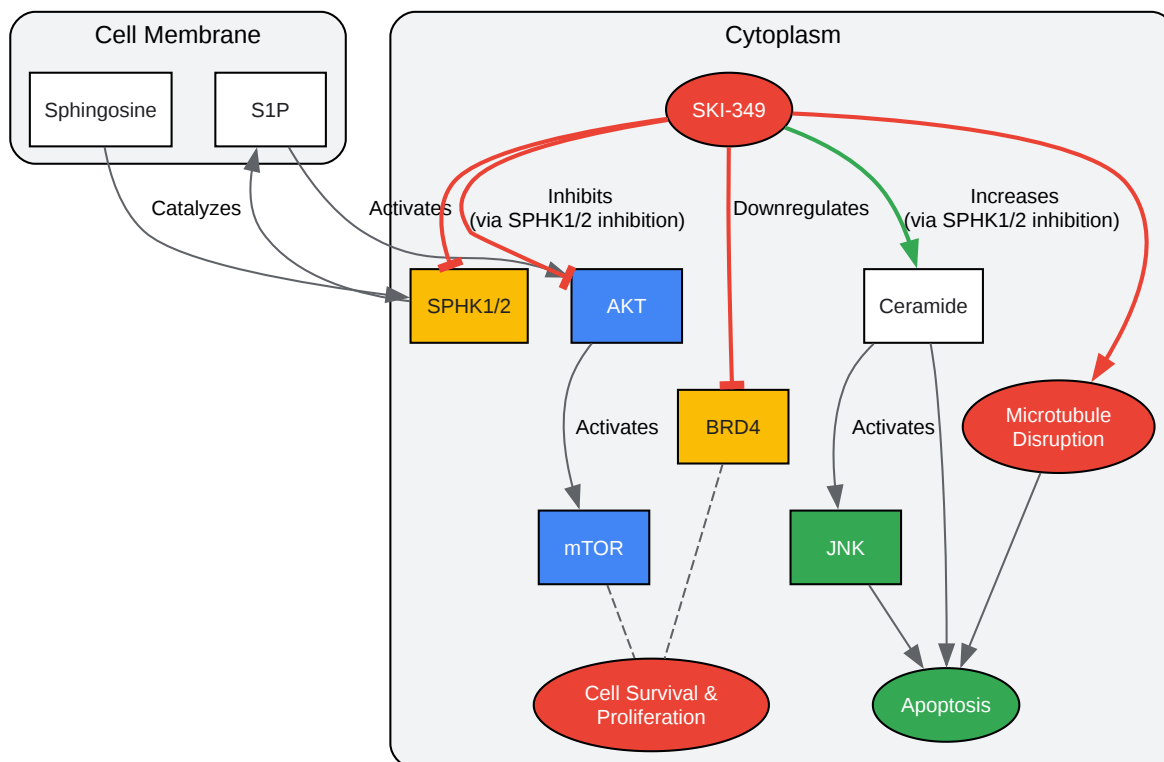 Cell Membrane
Cytoplasm
Sphingosine
S1P
SKI-349
Catalyzes
Activates
Inhibits
(via SPHK1/2 inhibition)
Downregulates
Increases
(via SPHK1/2 inhibition)
SPHK1/2
AKT
Ceramide
Activates
BRD4
Activates
Microtubule
Disruption
mTOR
JNK
Cell Survival &
Proliferation
Apoptosis